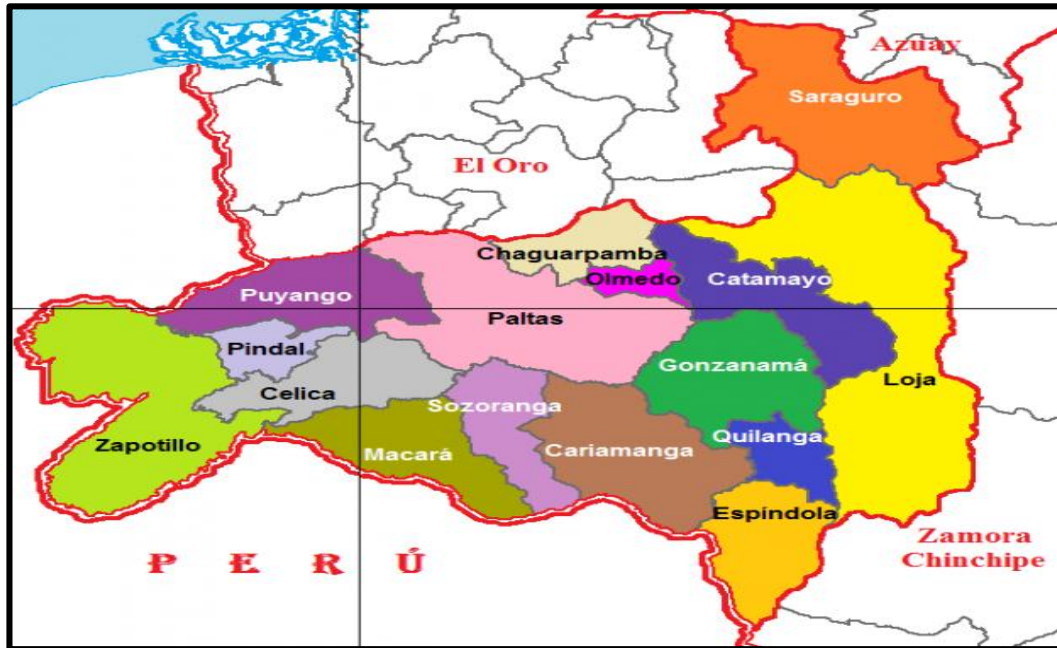 Azuay
Saraguro
El Oro
Chaguarpamba
Olmedo
Catamayo
Puyango
Paltas
Pindal
Gonzanamá
Loja
Celica
Sozoranga
Zapotillo
Macará
Cariamanga
Quilanga
Espíndola
Zamora
Chinchipe
PERÚ